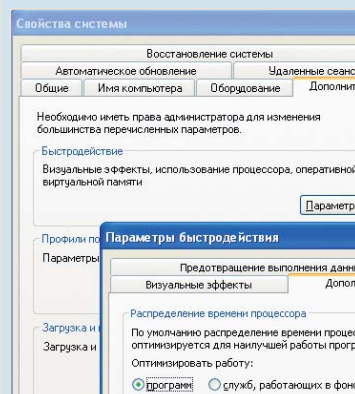 Свойства системы
Восстановление системы
Автоматическое обновление Удаленные сеанс
Общие Имя компьютера Оборудование Дополнит
Необходимо иметь права администратора для изменения
большинства перечисленных параметров.
Быстродействие
Визуальные эффекты, использование процессора, оперативной
виртуальной памяти
Параметр
Профили по
Параметры
Загрузка и
Загрузка и
Параметры быстродействия
Предотвращение выполнения данн
Визуальные эффекты Допол
Распределение времени процессора
По умолчанию распределение времени процес
оптимизируется для наилучшей работы прогр
Оптимизировать работу:
программ служб, работающих в фоно